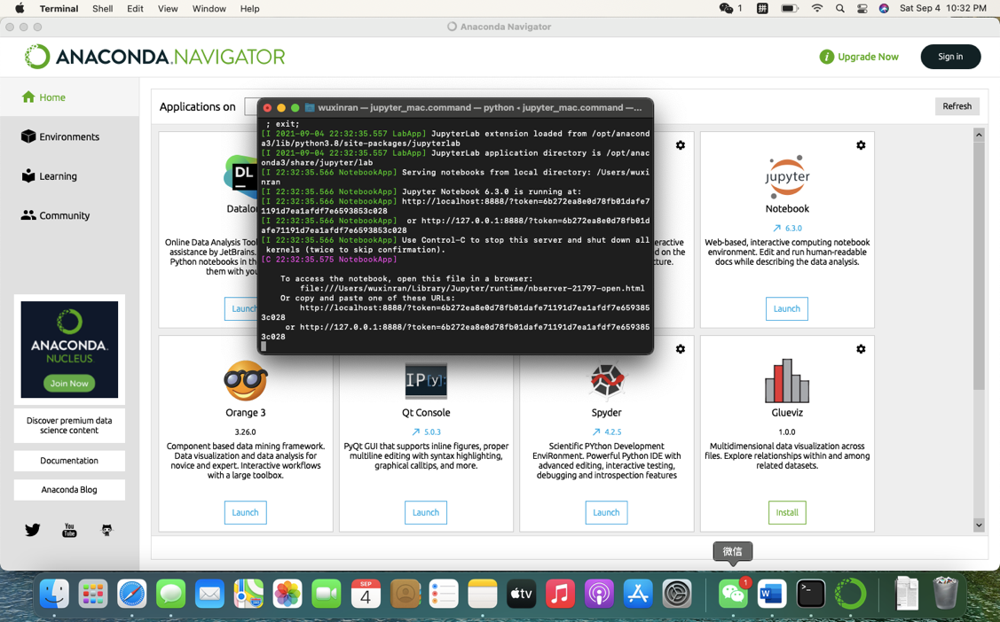 Terminal Shell Edit View Window Help
1 拼 Sat Sep 4 10:32 PM
Anaconda Navigator
ANACONDA.NAVIGATOR
Upgrade Now
Sign in
Home
Environments
Learning
Community
Applications on
Refresh
wuxinran — jupyter_mac.command — python ◂ jupyter_mac.command —...
; exit;
[I 2021-09-04 22:32:35.557 LabApp] JupyterLab extension loaded from /opt/anacond
a3/lib/python3.8/site-packages/jupyterlab
[I 2021-09-04 22:32:35.557 LabApp] JupyterLab application directory is /opt/anac
onda3/share/jupyter/lab
[I 22:32:35.566 NotebookApp] Serving notebooks from local directory: /Users/wuxi
nran
[I 22:32:35.566 NotebookApp] Jupyter Notebook 6.3.0 is running at:
[I 22:32:35.566 NotebookApp] http://localhost:8888/?token=6b272ea8e0d78fb01dafe7
1191d7ea1afdf7e6593853c028
[I 22:32:35.566 NotebookApp]  or http://127.0.0.1:8888/?token=6b272ea8e0d78fb01d
afe71191d7ea1afdf7e6593853c028
[I 22:32:35.566 NotebookApp] Use Control-C to stop this server and shut down all
kernels (twice to skip confirmation).
[C 22:32:35.575 NotebookApp]
To access the notebook, open this file in a browser:
file:///Users/wuxinran/Library/Jupyter/runtime/nbserver-21797-open.html
Or copy and paste one of these URLs:
http://localhost:8888/?token=6b272ea8e0d78fb01dafe71191d7ea1afdf7e659385
3c028
or http://127.0.0.1:8888/?token=6b272ea8e0d78fb01dafe71191d7ea1afdf7e659385
3c028
DL
Datalo
Online Data Analysis Tool
assistance by JetBrains.
Python notebooks in th
them with yo
Launch
eractive
d on the
cture.
jupyter
Notebook
6.3.0
Web-based, interactive computing notebook
environment. Edit and run human-readable
docs while describing the data analysis.
Launch
Orange 3
3.26.0
Component based data mining framework.
Data visualization and data analysis for
novice and expert. Interactive workflows
with a large toolbox.
Launch
IP[y]:
Qt Console
5.0.3
PyQt GUI that supports inline figures, proper
multiline editing with syntax highlighting,
graphical calltips, and more.
Launch
Spyder
4.2.5
Scientific PYthon Development
EnviRonment. Powerful Python IDE with
advanced editing, interactive testing,
debugging and introspection features
Launch
Glueviz
1.0.0
Multidimensional data visualization across
files. Explore relationships within and among
related datasets.
Install
ANACONDA.
NUCLEUS
Join Now
Discover premium data
science content
Documentation
Anaconda Blog
You
Tube
微信
SEP
4
tv
1
W
>_